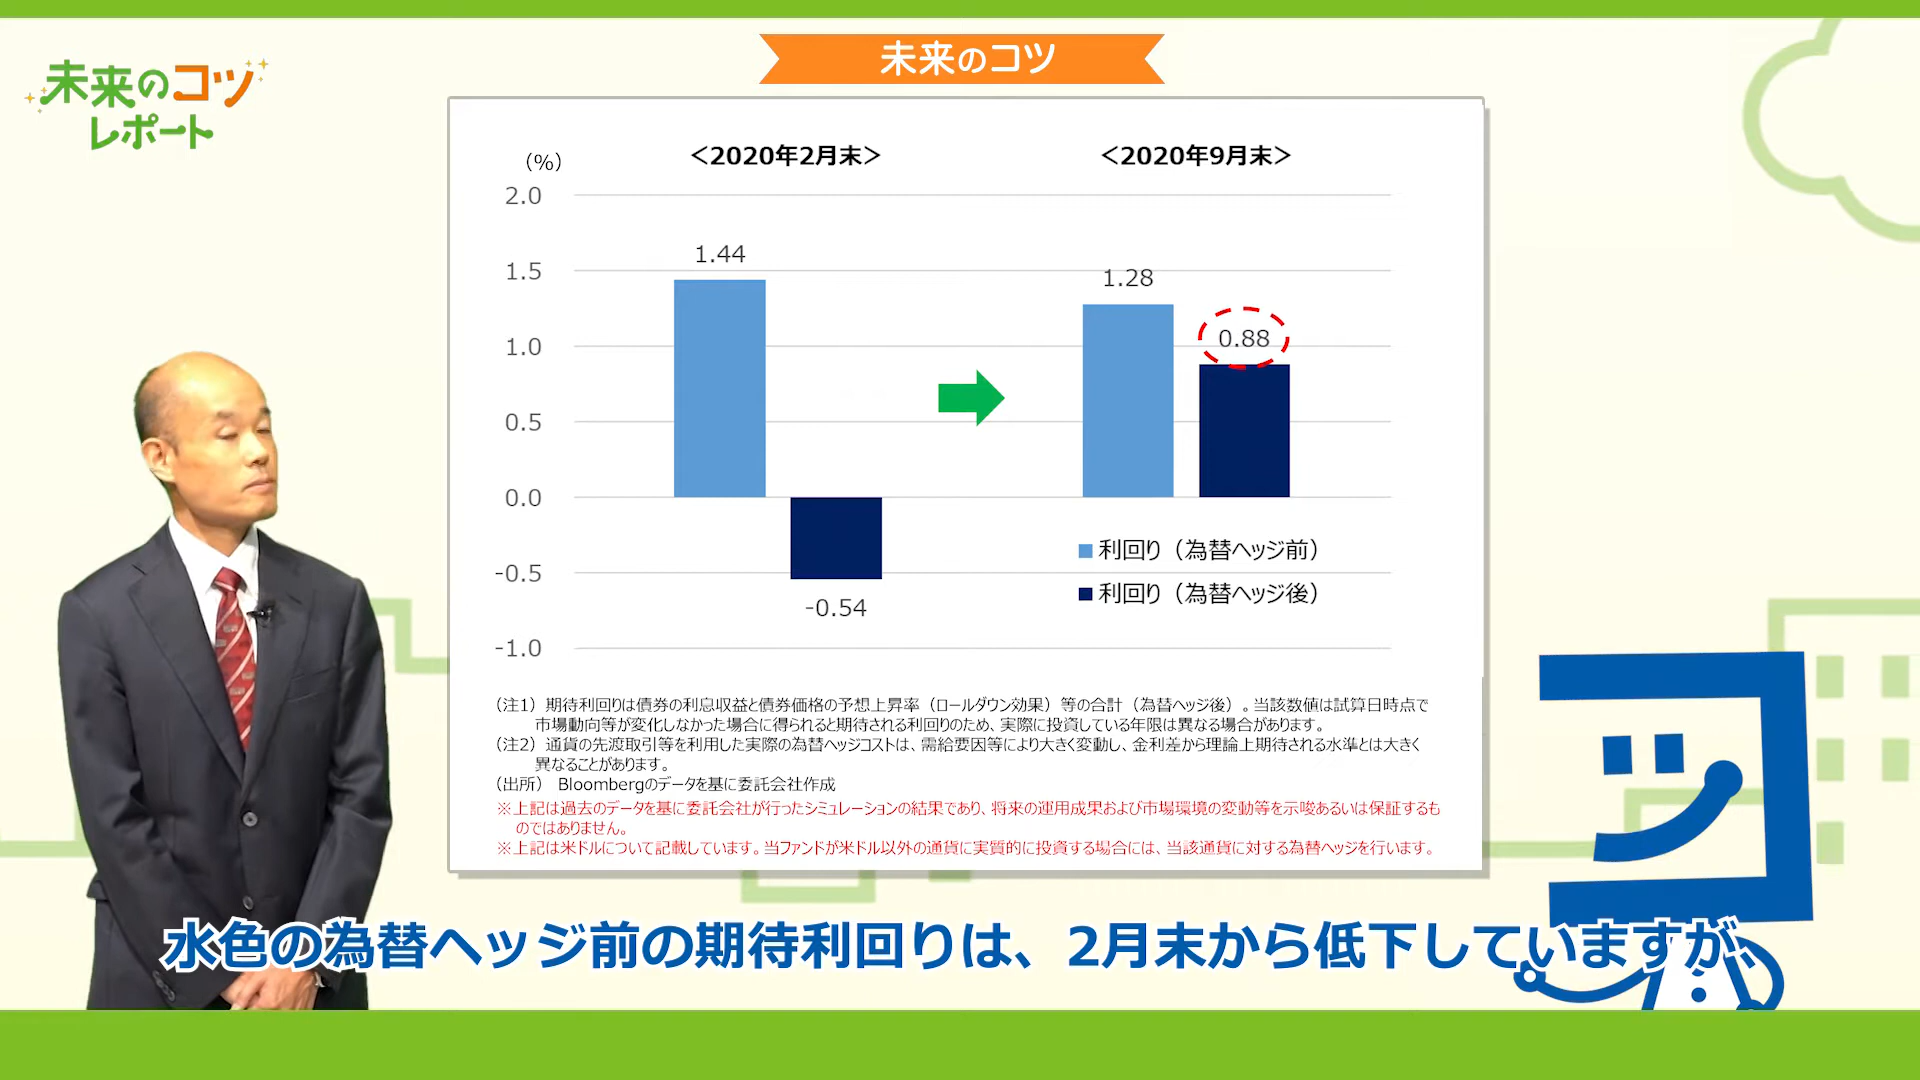 未来のコツ
レポート
未来のコツ
(%)
<2020年2月末>
<2020年9月末>
2.0
1.5
1.0
0.5
0.0
-0.5
-1.0
1.44
-0.54
1.28
0.88
利回り（為替ヘッジ前）
利回り（為替ヘッジ後）
（注1）期待利回りは債券の利息収益と債券価格の予想上昇率（ロールダウン効果）等の合計（為替ヘッジ後）。当該数値は試算日時点で
市場動向等が変化しなかった場合に得られると期待される利回りのため、実際に投資している年限は異なる場合があります。
（注2）通貨の先渡取引等を利用した実際の為替ヘッジコストは、需給要因等により大きく変動し、金利差から理論上期待される水準とは大きく
異なることがあります。
（出所） Bloombergのデータを基に委託会社作成
※上記は過去のデータを基に委託会社が行ったシミュレーションの結果であり、将来の運用成果および市場環境の変動等を示唆あるいは保証するも
のではありません。
※上記は米ドルについて記載しています。当ファンドが米ドル以外の通貨に実質的に投資する場合には、当該通貨に対する為替ヘッジを行います。
水色の為替ヘッジ前の期待利回りは、2月末から低下していますが、